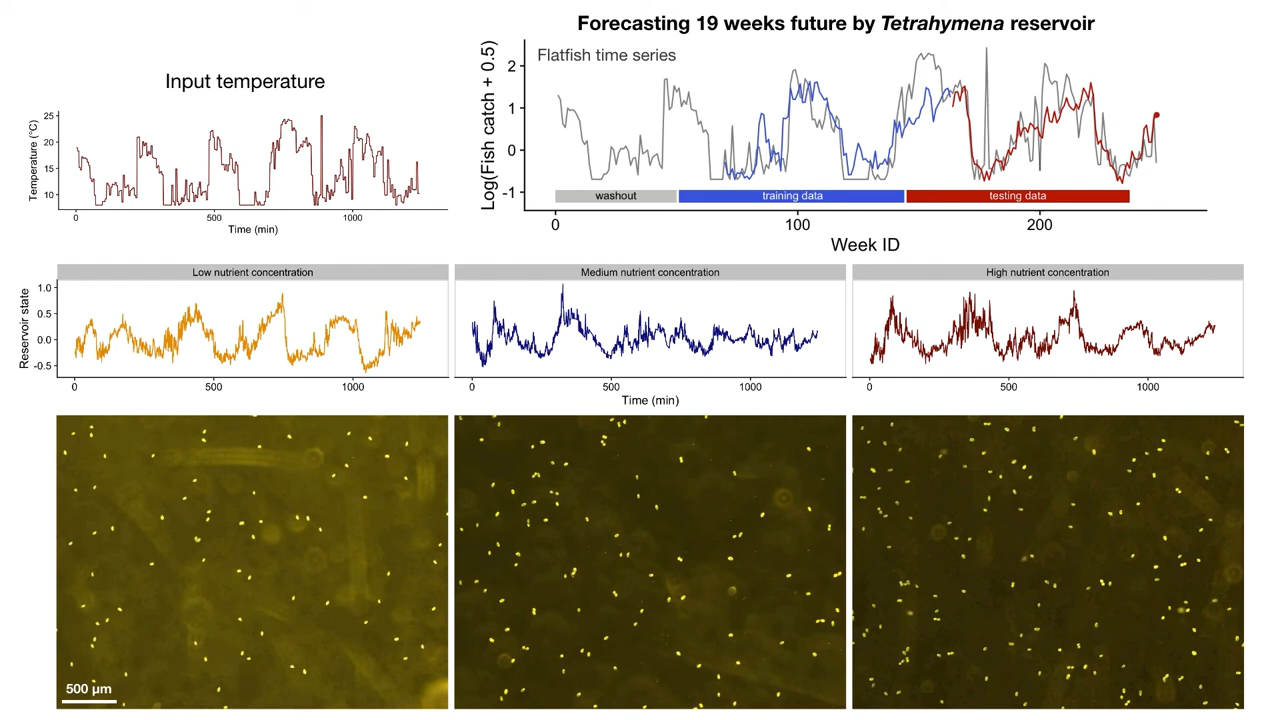 Forecasting 19 weeks future by Tetrahymena reservoir
Input temperature
Temperature (°C)
25
20
15
10
0
500
1000
Time (min)
Flatfish time series
Log(Fish catch + 0.5)
2
1
0
-1
washout
training data
testing data
0
100
200
Week ID
Low nutrient concentration
Medium nutrient concentration
High nutrient concentration
Reservoir state
1.0
0.5
0.0
-0.5
0
500
1000
0
500
1000
0
500
1000
Time (min)
500 µm